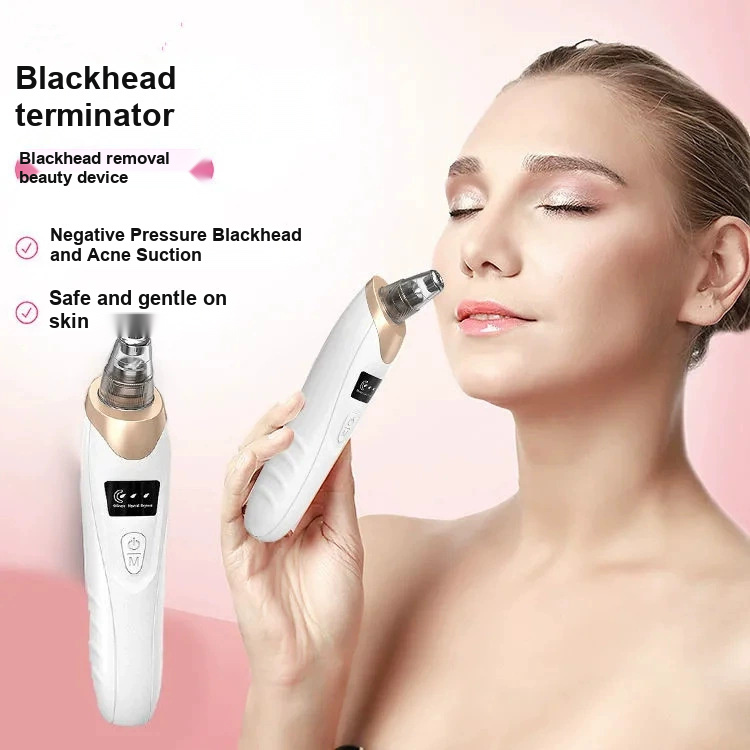 Blackhead
terminator
Blackhead removal
beauty device
Negative Pressure Blackhead
and Acne Suction
Safe and gentle on
skin
M